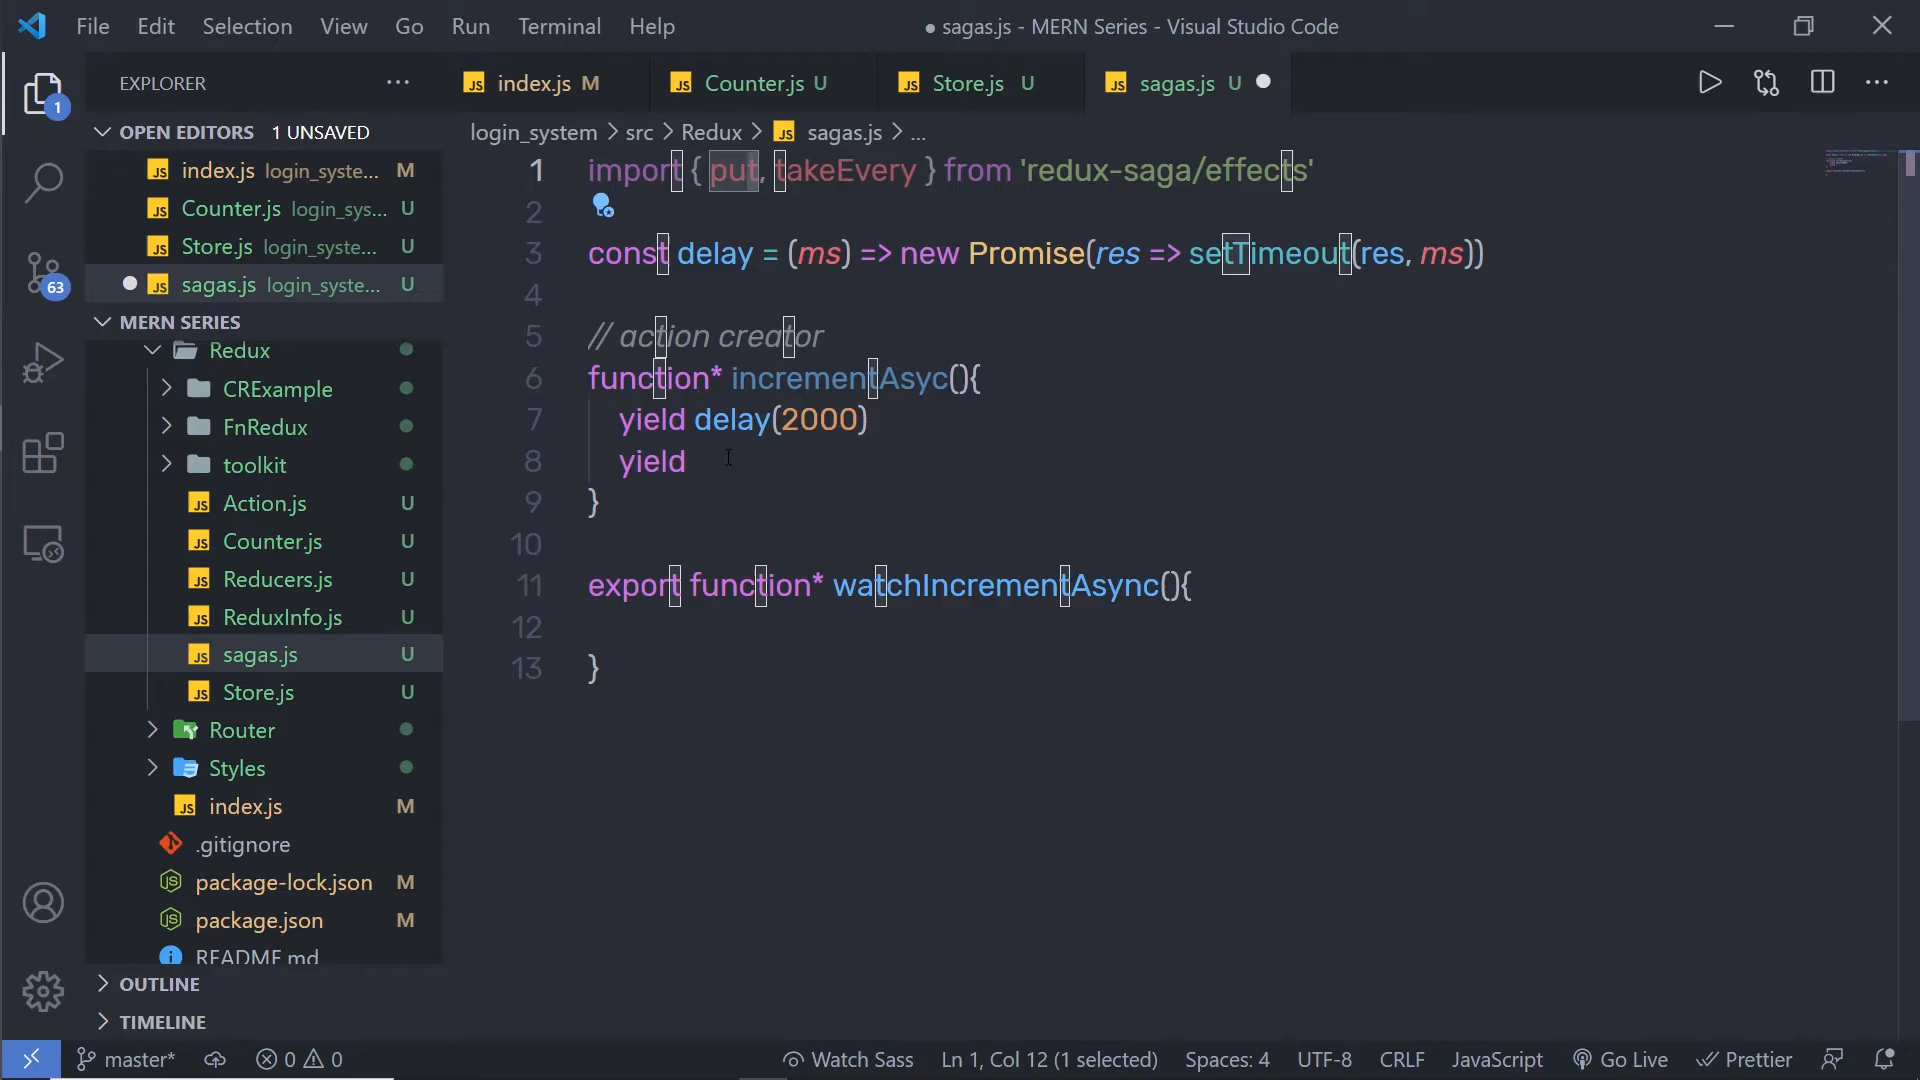 File Edit Selection View Go Run Terminal Help
● sagas.js - MERN Series - Visual Studio Code
EXPLORER
index.js M
Counter.js U
Store.js U
sagas.js U
OPEN EDITORS 1 UNSAVED
index.js login_syste... M
Counter.js login_sys... U
Store.js login_syste... U
sagas.js login_syste... U
MERN SERIES
Redux
CRExample
FnRedux
toolkit
Action.js U
Counter.js U
Reducers.js U
ReduxInfo.js U
sagas.js U
Store.js U
Router
Styles
index.js M
.gitignore
package-lock.json M
package.json M
README.md
OUTLINE
TIMELINE
1
63
login_system > src > Redux > JS sagas.js > ...
1 import { put, takeEvery } from 'redux-saga/effects'
2
3 const delay = (ms) => new Promise(res => setTimeout(res, ms))
4
5 // action creator
6 function* incrementAsyc(){
7 yield delay(2000)
8 yield
9 }
10
11 export function* watchIncrementAsync(){
12
13 }
master* 0 0 Watch Sass Ln 1, Col 12 (1 selected) Spaces: 4 UTF-8 CRLF JavaScript Go Live Prettier